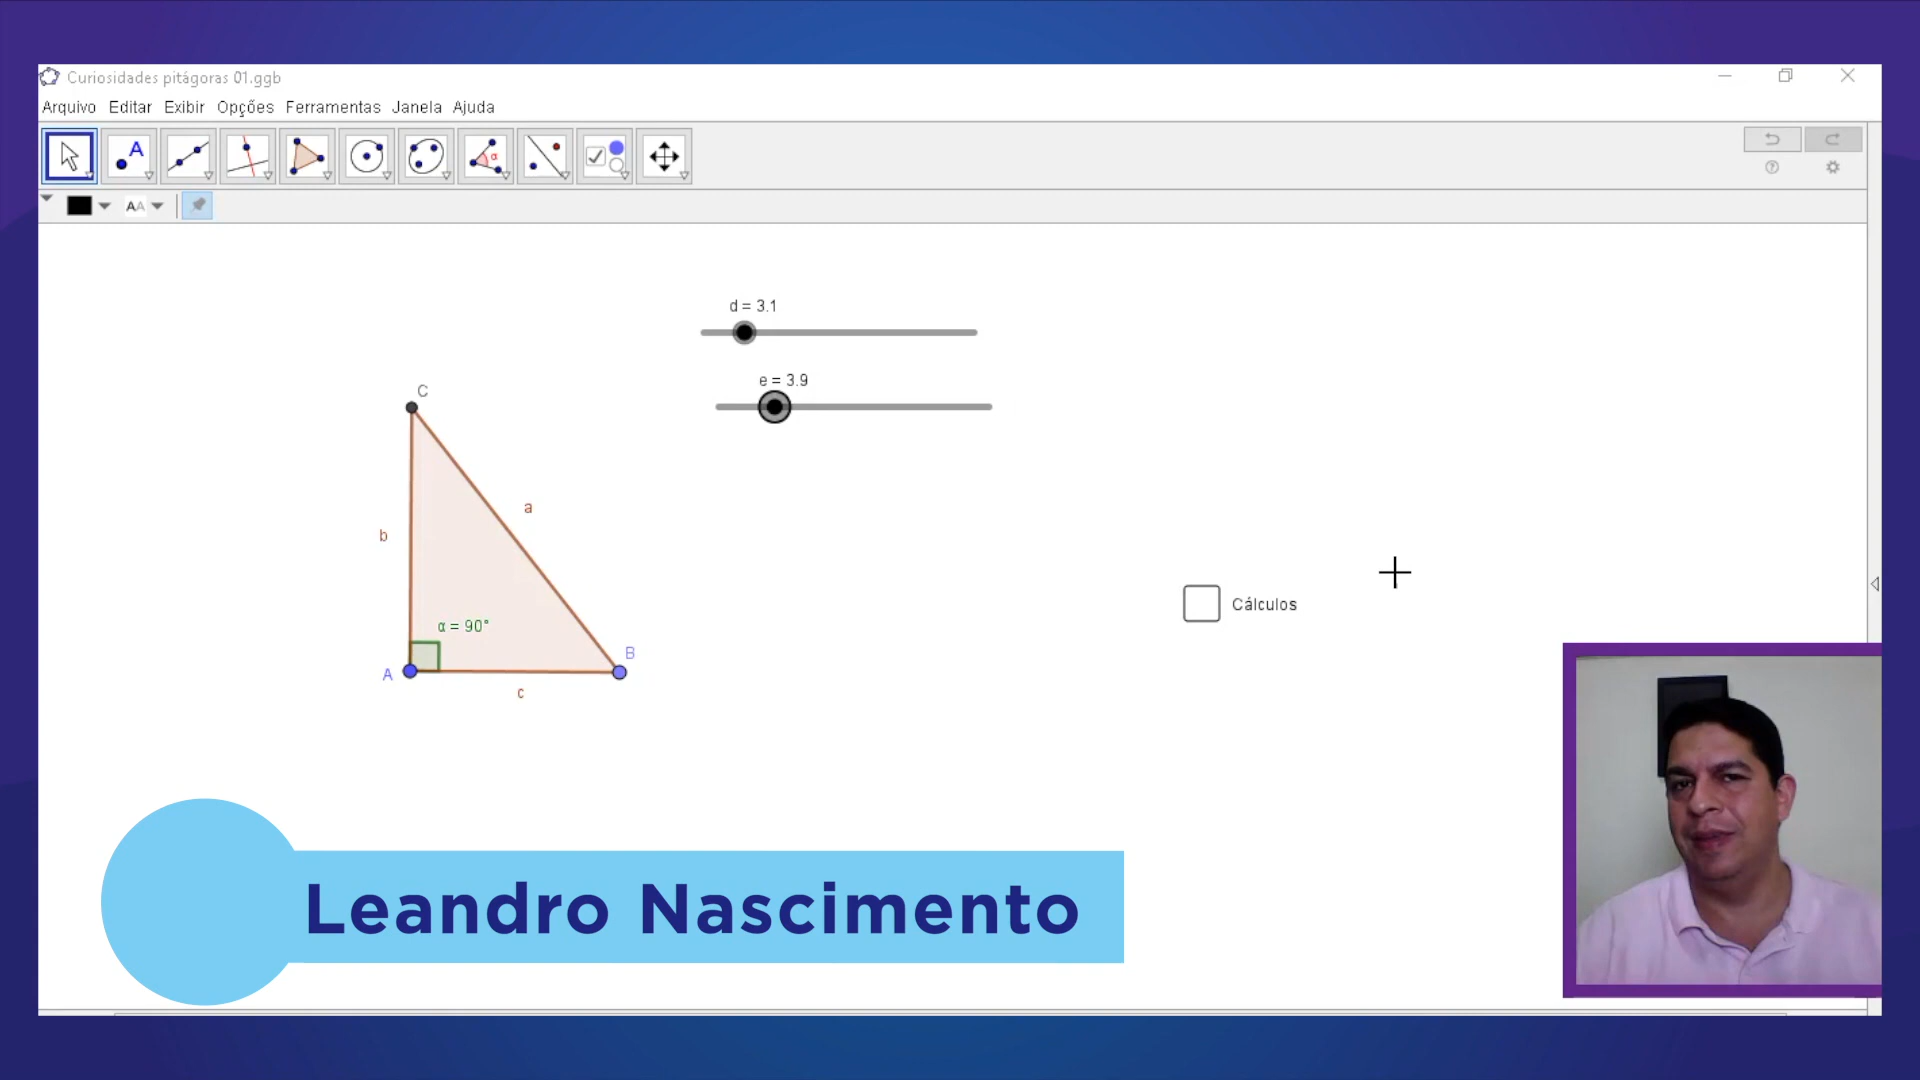 Curiosidades pitágoras 01.ggb
Arquivo Editar Exibir Opções Ferramentas Janela Ajuda
A
α
AA
d = 3.1
e = 3.9
C
a
b
α = 90°
B
A
c
Cálculos
Leandro Nascimento